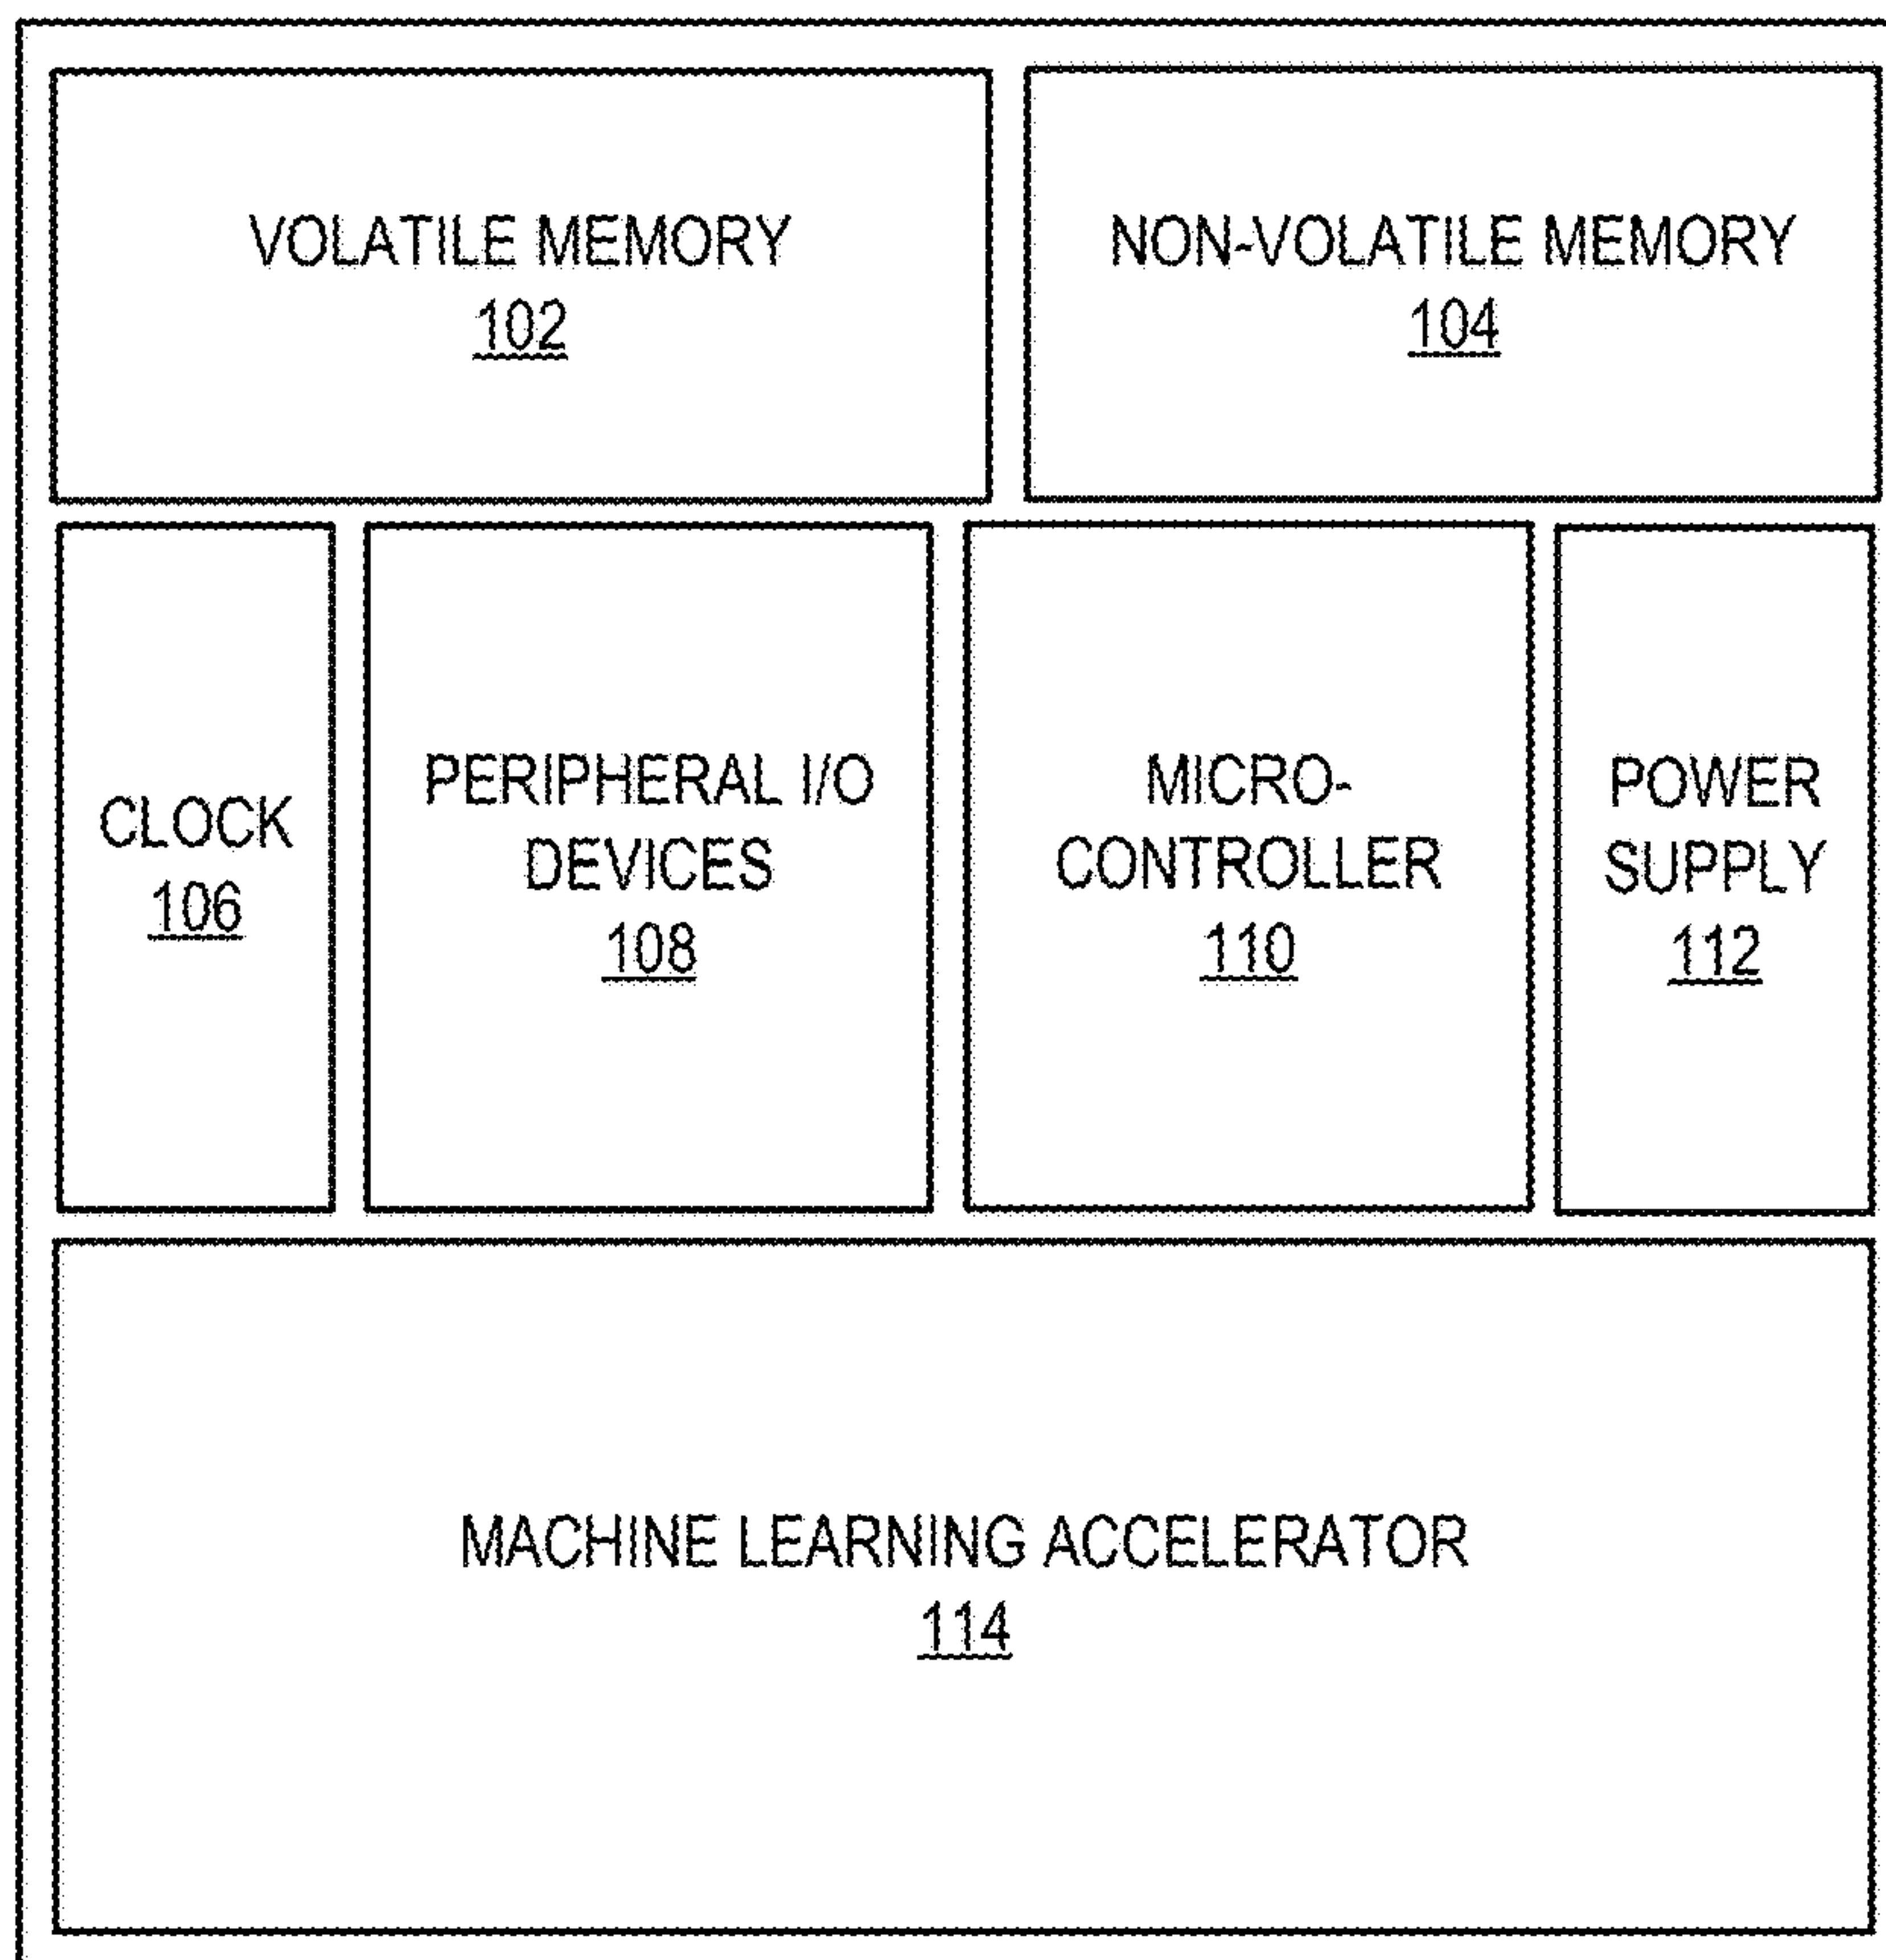 VOLATILE MEMORY
102
NON-VOLATILE MEMORY
104
CLOCK
106
PERIPHERAL I/O
DEVICES
108
MICRO-
CONTROLLER
110
POWER
SUPPLY
112
MACHINE LEARNING ACCELERATOR
114